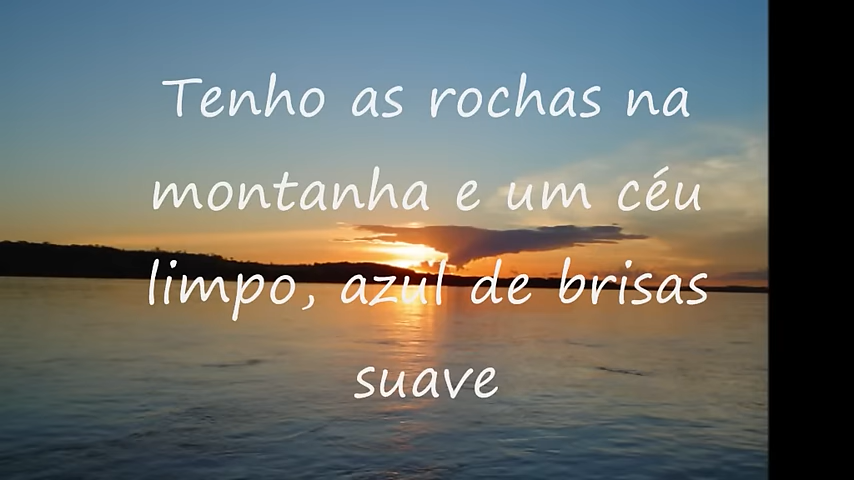 Tenho as rochas na
montanha e um céu
limpo, azul de brisas
suave